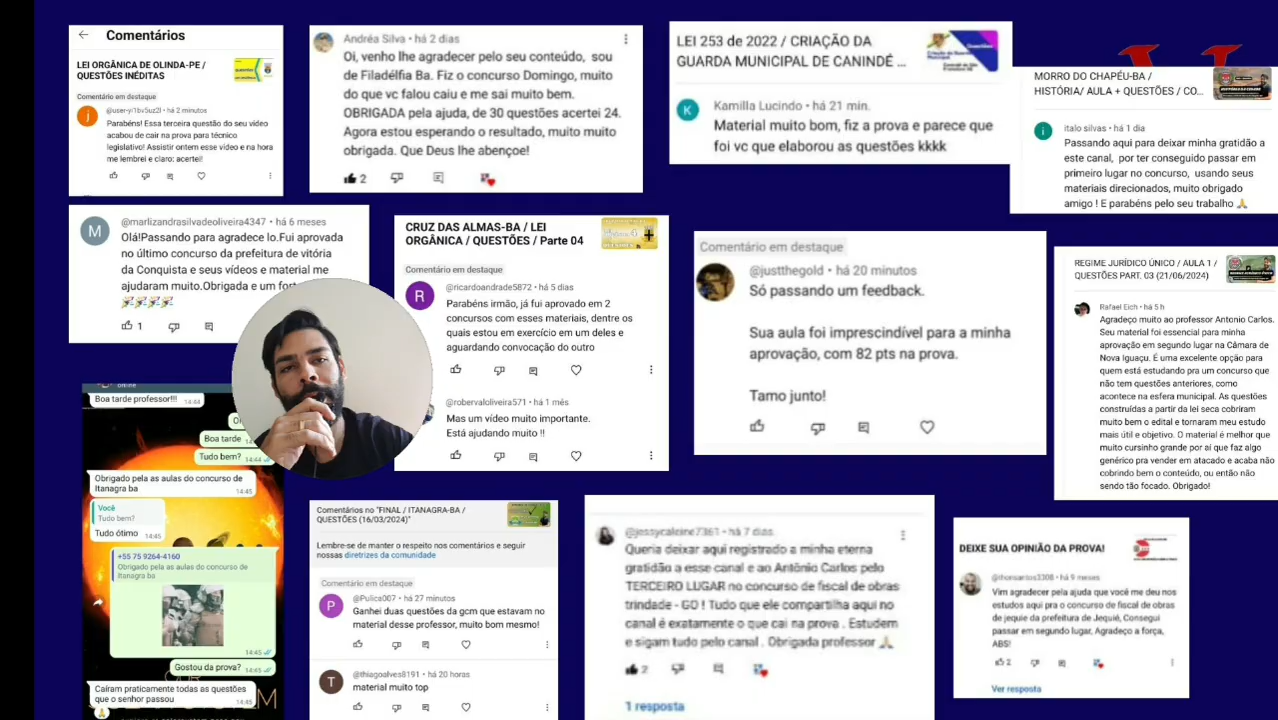 Comentários
LEI ORGÂNICA DE OLINDA-PE /
QUESTÕES INÉDITAS
Comentário em destaque
há 2 minutos
Parabéns! Essa terceira questão do seu vídeo
acabou de cair na prova para técnico
legislativo! Assistir ontem esse vídeo e na hora
me lembrei e claro: acertei!
Andréa Silva • há 2 dias
Oi, venho lhe agradecer pelo seu conteúdo, sou
de Filadélfia Ba. Fiz o concurso Domingo, muito
do que vc falou caiu e me sai muito bem.
OBRIGADA pela ajuda, de 30 questões acertei 24.
Agora estou esperando o resultado, muito muito
obrigada. Que Deus lhe abençoe!
2
LEI 253 de 2022 / CRIAÇÃO DA
GUARDA MUNICIPAL DE CANINDÉ ...
K
Kamilla Lucindo • há 21 min.
Material muito bom, fiz a prova e parece que
foi vc que elaborou as questões kkkk
MORRO DO CHAPÉU-BA /
HISTÓRIA/ AULA + QUESTÕES / CO...
i
italo silvas • há 1 dia
Passando aqui para deixar minha gratidão a
este canal, por ter conseguido passar em
primeiro lugar no concurso, usando seus
materiais direcionados, muito obrigado
amigo ! E parabéns pelo seu trabalho 🙏
M
@marlizandrasilvadeoliveira4347 • há 6 meses
Olá!Passando para agradece lo.Fui aprovada
no último concurso da prefeitura de vitória
da Conquista e seus vídeos e material me
ajudaram muito.Obrigada e um fort
1
CRUZ DAS ALMAS-BA / LEI
ORGÂNICA / QUESTÕES / Parte 04
Comentário em destaque
R
@ricardoandrade5872 • há 5 dias
Parabéns irmão, já fui aprovado em 2
concursos com esses materiais, dentre os
quais estou em exercício em um deles e
aguardando convocação do outro
@robervaloliveira571 • há 1 mês
Mas um vídeo muito importante.
Está ajudando muito !!
Comentário em destaque
@justthegold • há 20 minutos
Só passando um feedback.
Sua aula foi imprescindível para a minha
aprovação, com 82 pts na prova.
Tamo junto!
REGIME JURÍDICO ÚNICO / AULA 1 /
QUESTÕES PART. 03 (21/06/2024)
Rafael Eich • há 5 h
Agradeço muito ao professor Antonio Carlos.
Seu material foi essencial para minha
aprovação em segundo lugar na Câmara de
Nova Iguaçu. É uma excelente opção para
quem está estudando pra um concurso que
não tem questões anteriores, como
acontece na esfera municipal. As questões
construídas a partir da lei seca cobriram
muito bem o edital e tornaram meu estudo
mais útil e objetivo. O material é melhor que
muito cursinho grande por aí que faz algo
genérico pra vender em atacado e acaba não
cobrindo bem o conteúdo, ou então não
sendo tão focado. Obrigado!
online
Boa tarde professor!!! 14:44
Boa tarde
Tudo bem? 14:44
Obrigado pela as aulas do concurso de
Itanagra ba 14:45
Você
Tudo bem?
Tudo ótimo 14:45
+55 75 9264-4160
Obrigado pela as aulas do concurso de
Itanagra ba
14:45
Gostou da prova? 14:45
Caíram praticamente todas as questões
que o senhor passou 14:45
🙏
Comentários no "FINAL / ITANAGRA-BA /
QUESTÕES (16/03/2024)"
Lembre-se de manter o respeito nos comentários e seguir
nossas diretrizes da comunidade
Comentário em destaque
P
@Pulica007 • há 27 minutos
Ganhei duas questões da gcm que estavam no
material desse professor, muito bom mesmo!
T
@thiagoalves8191 • há 20 horas
material muito top
@jessycaleine7361 • há 7 dias
Queria deixar aqui registrado a minha eterna
gratidão a esse canal e ao Antônio Carlos pelo
TERCEIRO LUGAR no concurso de fiscal de obras
trindade - GO ! Tudo que ele compartilha aqui no
canal é exatamente o que cai na prova . Estudem
e sigam tudo pelo canal . Obrigada professor 🙏
2
1 resposta
DEIXE SUA OPINIÃO DA PROVA!
há 9 meses
Vim agradecer pela ajuda que você me deu nos
estudos aqui pra o concurso de fiscal de obras
de jequie da prefeitura de Jequié, Consegui
passar em segundo lugar, Agradeço a força,
ABS!
2
Ver resposta